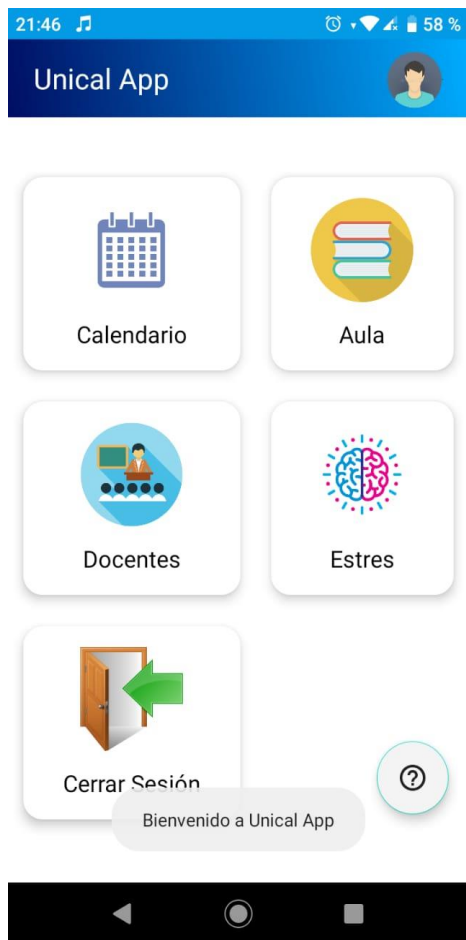 21:46 58 %
Unical App
Calendario Aula
Docentes Estres
Cerrar Sesión
Bienvenido a Unical App